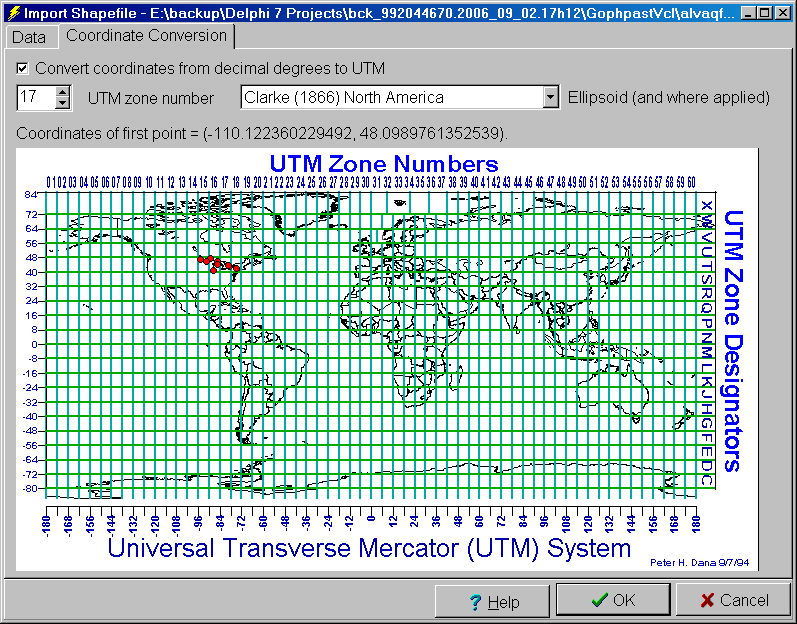 Import Shapefile - E:\backup\Delphi 7 Projects\bck_992044670.2006_09_02.17h12\GophpastVcl\alvaqf...
Data Coordinate Conversion
Convert coordinates from decimal degrees to UTM
17 UTM zone number Clarke (1866) North America Ellipsoid (and where applied)
Coordinates of first point = (-110.122360229492, 48.0989761352539).
UTM Zone Numbers
01 02 03 04 05 06 07 08 09 10 11 12 13 14 15 16 17 18 19 20 21 22 23 24 25 26 27 28 29 30 31 32 33 34 35 36 37 38 39 40 41 42 43 44 45 46 47 48 49 50 51 52 53 54 55 56 57 58 59 60
84
72
64
56
48
40
32
24
16
8
0
-8
-16
-24
-32
-40
-48
-56
-64
-72
-80
X
W
V
U
T
S
R
Q
P
N
M
L
K
J
H
G
F
E
D
C
UTM Zone Designators
-180 -168 -156 -144 -132 -120 -108 -96 -84 -72 -60 -48 -36 -24 -12 0 12 24 36 48 60 72 84 96 108 120 132 144 156 168 180
Universal Transverse Mercator (UTM) System
Peter H. Dana 9/7/94
? Help OK Cancel